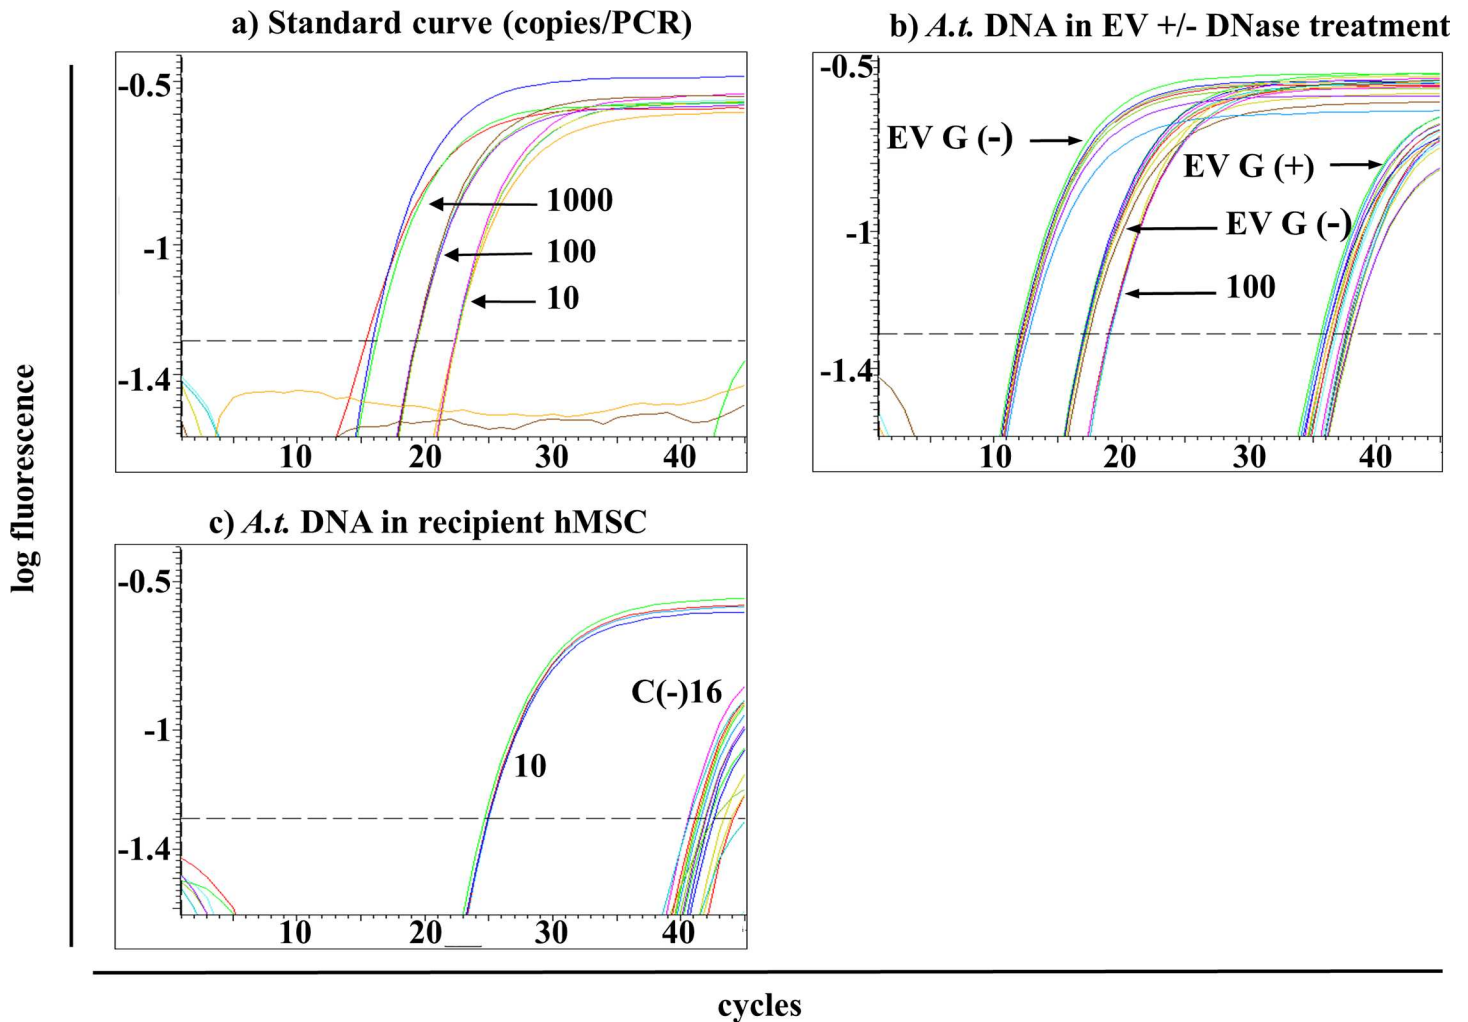 a) Standard curve (copies/PCR)
-0.5
-1
-1.4
1000
100
10
10 20 30 40
b) A.t. DNA in EV +/- DNase treatment
-0.5
-1
-1.4
EV G (-)
EV G (+)
EV G (-)
100
10 20 30 40
c) A.t. DNA in recipient hMSC
-0.5
-1
-1.4
C(-)16
10
10 20 30 40
log fluorescence
cycles